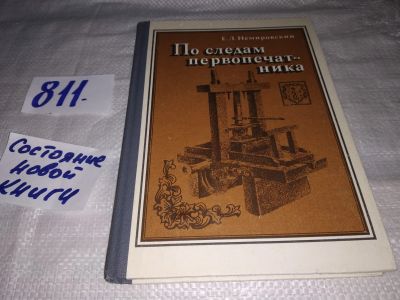 811-
Состояние
новой
книги
Е. Л. Немировский
По следам
первопечат-
ника